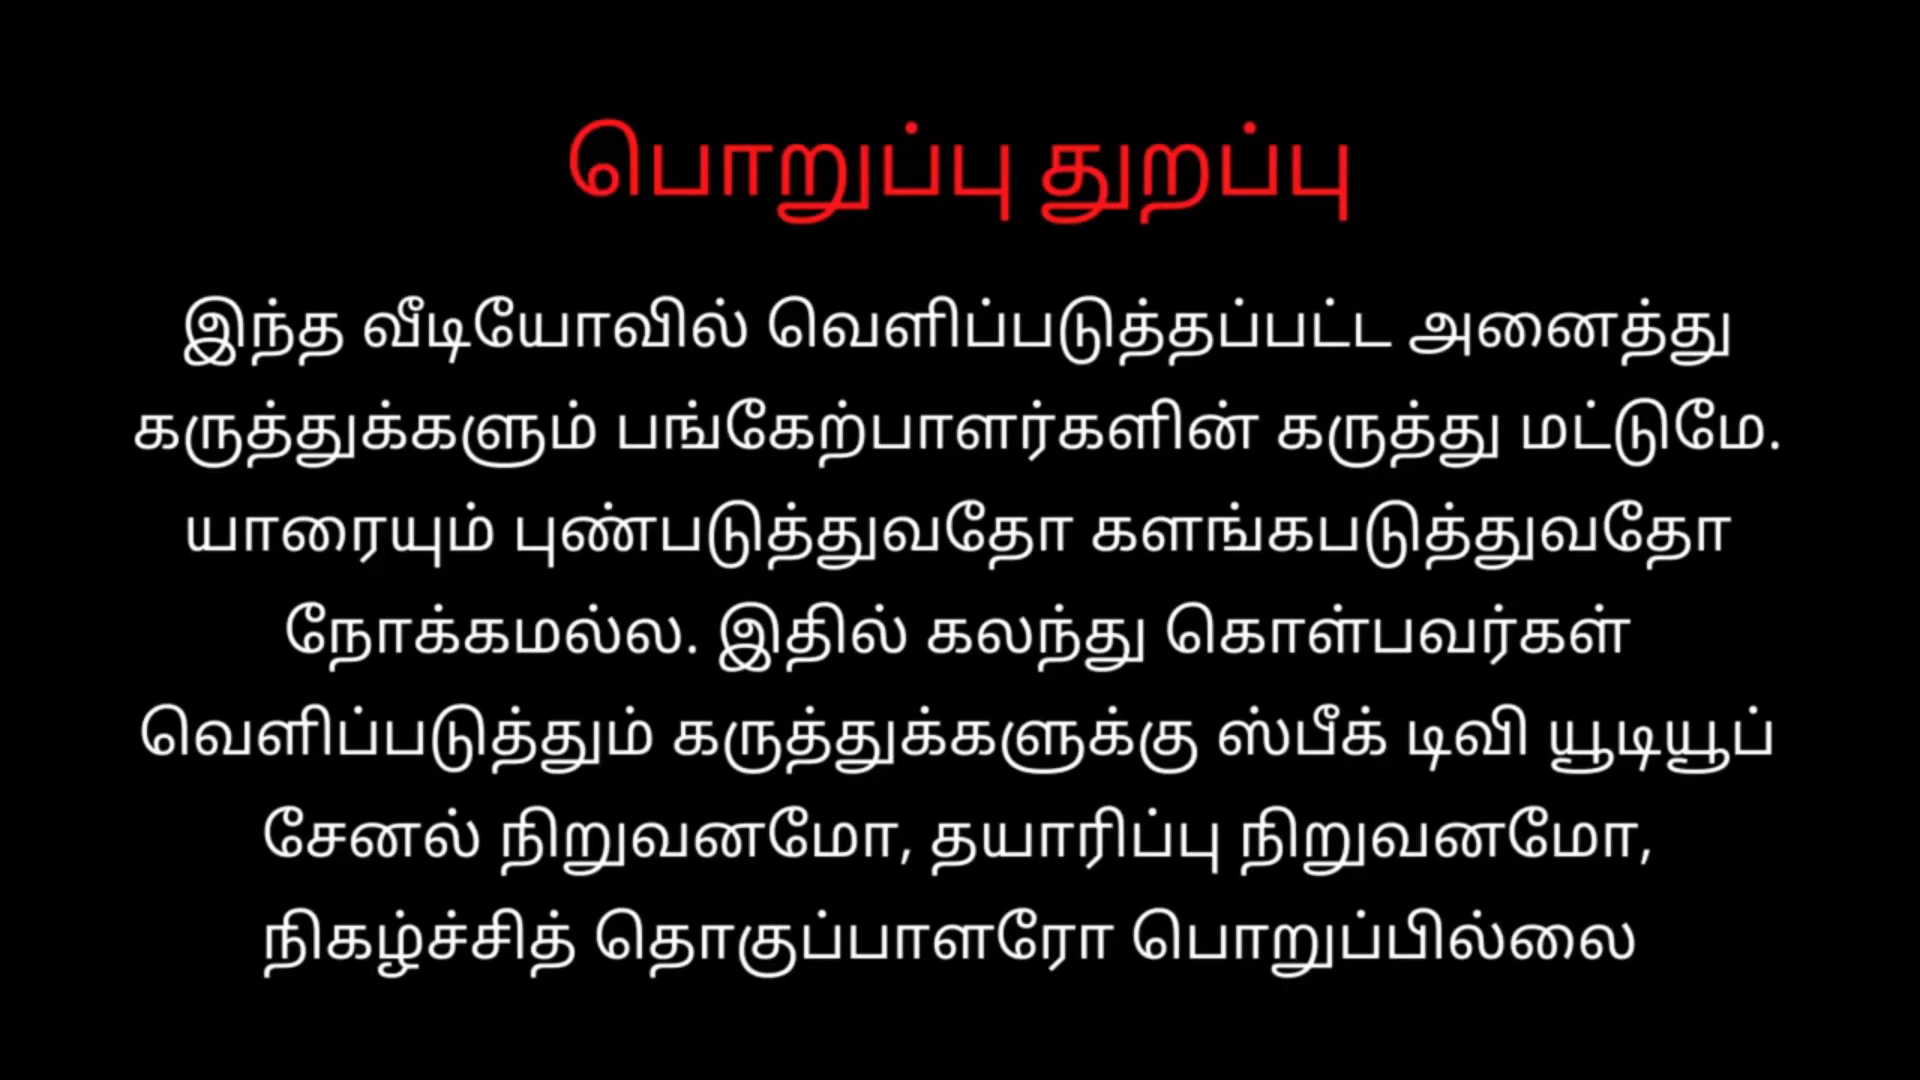 பொறுப்பு துறப்பு
இந்த வீடியோவில் வெளிப்படுத்தப்பட்ட அனைத்து
கருத்துக்களும் பங்கேற்பாளர்களின் கருத்து மட்டுமே.
யாரையும் புண்படுத்துவதோ களங்கபடுத்துவதோ
நோக்கமல்ல. இதில் கலந்து கொள்பவர்கள்
வெளிப்படுத்தும் கருத்துக்களுக்கு ஸ்பீக் டிவி யூடியூப்
சேனல் நிறுவனமோ, தயாரிப்பு நிறுவனமோ,
நிகழ்ச்சித் தொகுப்பாளரோ பொறுப்பில்லை